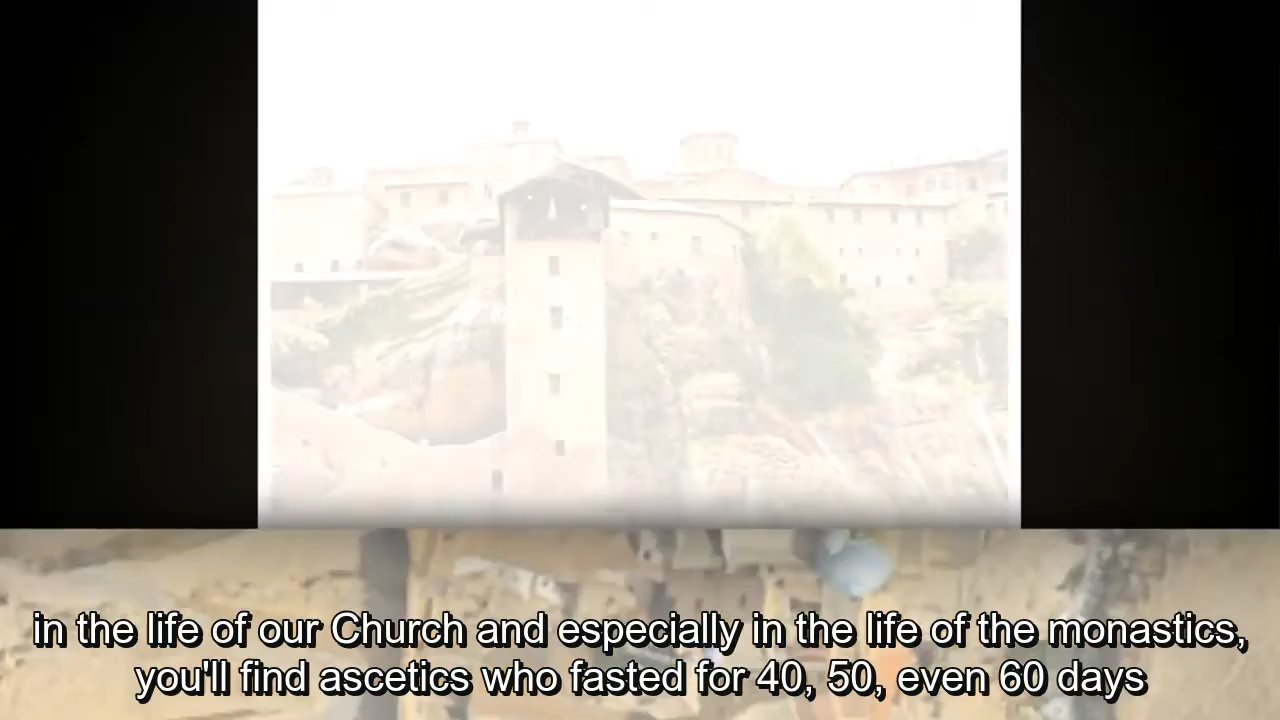 in the life of our Church and especially in the life of the monastics,
you'll find ascetics who fasted for 40, 50, even 60 days